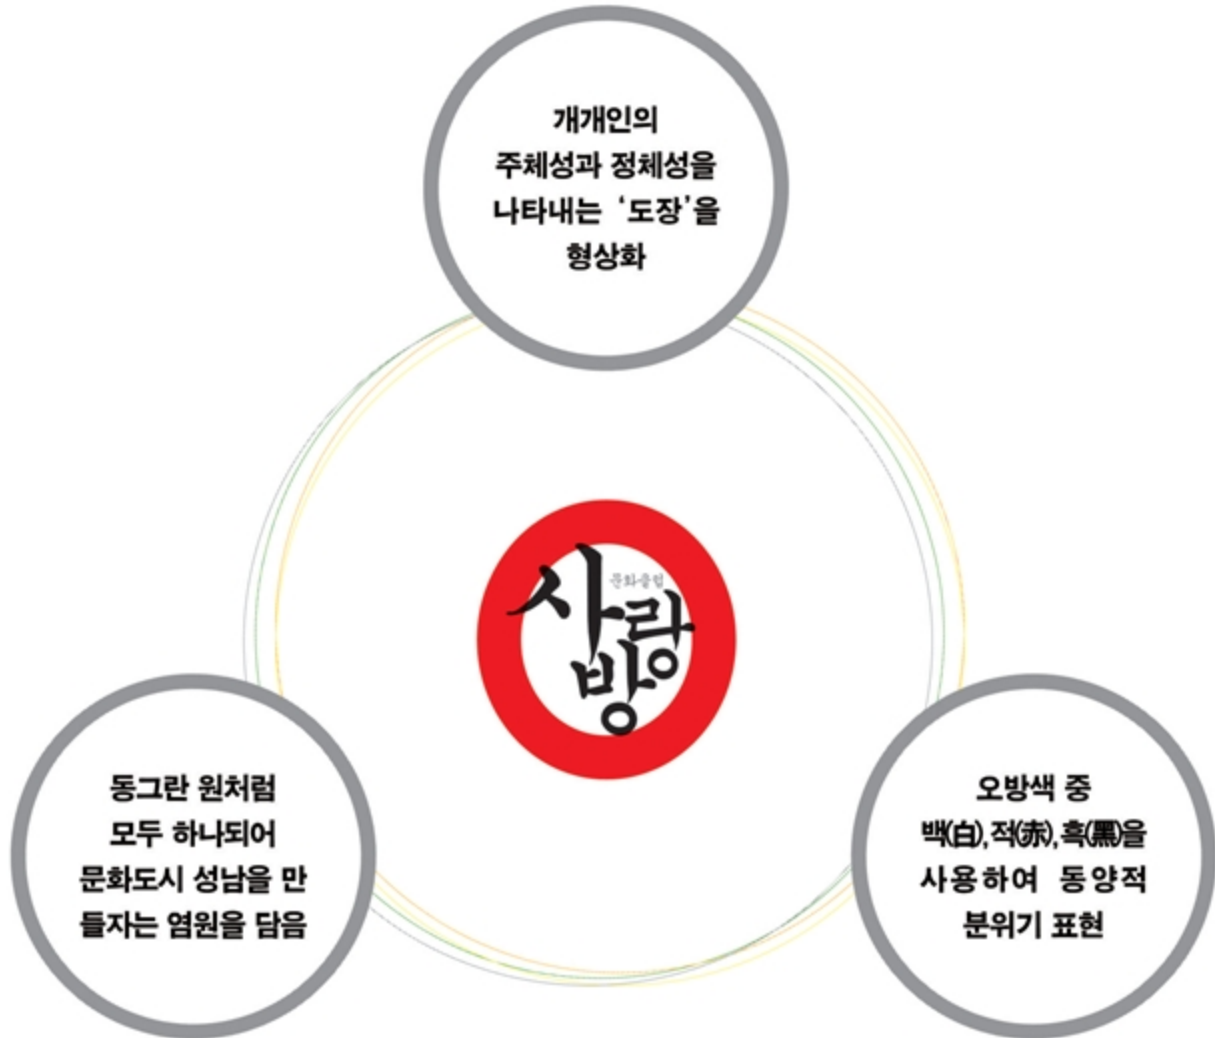 개개인의
주체성과 정체성을
나타내는 ‘도장’을
형상화
문화클럽
사랑
방
동그란 원처럼
모두 하나되어
문화도시 성남을 만
들자는 염원을 담음
오방색 중
백(白),적(赤),흑(黑)을
사용하여 동양적
분위기 표현